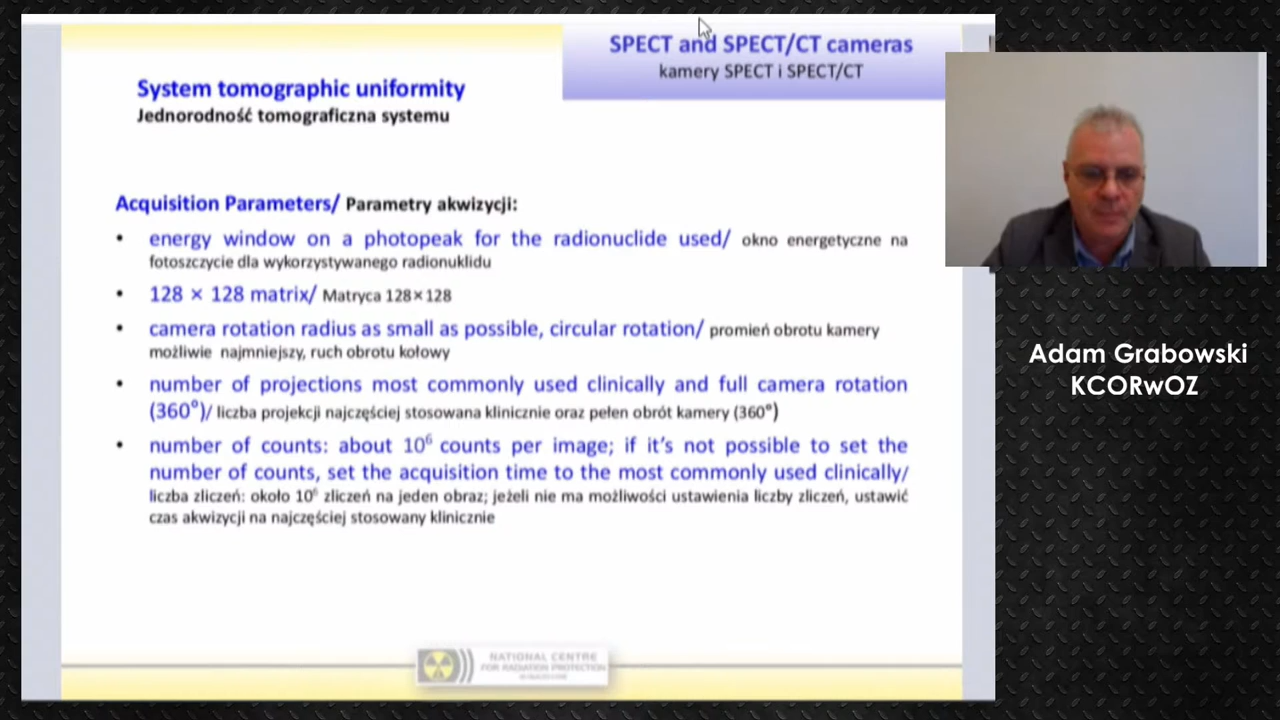 SPECT and SPECT/CT cameras
kamery SPECT i SPECT/CT
System tomographic uniformity
Jednorodność tomograficzna systemu
Acquisition Parameters/ Parametry akwizycji:
• energy window on a photopeak for the radionuclide used/ okno energetyczne na
fotoszczycie dla wykorzystywanego radionuklidu
• 128 × 128 matrix/ Matryca 128×128
• camera rotation radius as small as possible, circular rotation/ promień obrotu kamery
możliwie najmniejszy, ruch obrotu kołowy
• number of projections most commonly used clinically and full camera rotation
(360°)/ liczba projekcji najczęściej stosowana klinicznie oraz pełen obrót kamery (360°)
• number of counts: about 10⁶ counts per image; if it's not possible to set the
number of counts, set the acquisition time to the most commonly used clinically/
liczba zliczeń: około 10⁶ zliczeń na jeden obraz; jeżeli nie ma możliwości ustawienia liczby zliczeń, ustawić
czas akwizycji na najczęściej stosowany klinicznie
NATIONAL CENTRE
FOR RADIATION PROTECTION
Adam Grabowski
KCORwOZ